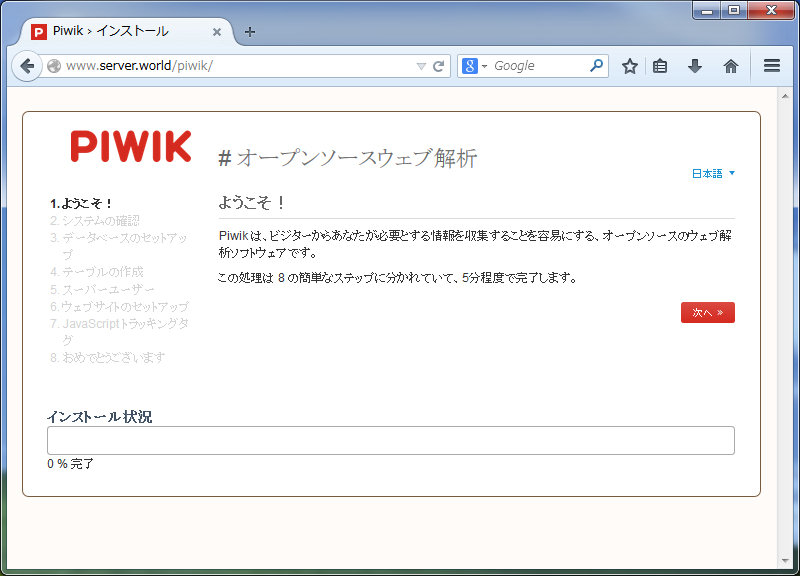 Piwik › インストール
www.server.world/piwik/
Google
PIWIK
# オープンソースウェブ解析
日本語
1.ようこそ！
2. システムの確認
3. データベースのセットアッ
プ
4. テーブルの作成
5. スーパーユーザー
6.ウェブサイトのセットアップ
7. JavaScriptトラッキングタ
グ
8. おめでとうございます
ようこそ！
Piwik は、ビジターからあなたが必要とする情報を収集することを容易にする、オープンソースのウェブ解
析ソフトウェアです。
この処理は 8 の簡単なステップに分かれていて、5分程度で完了します。
次へ »
インストール状況
0 % 完了